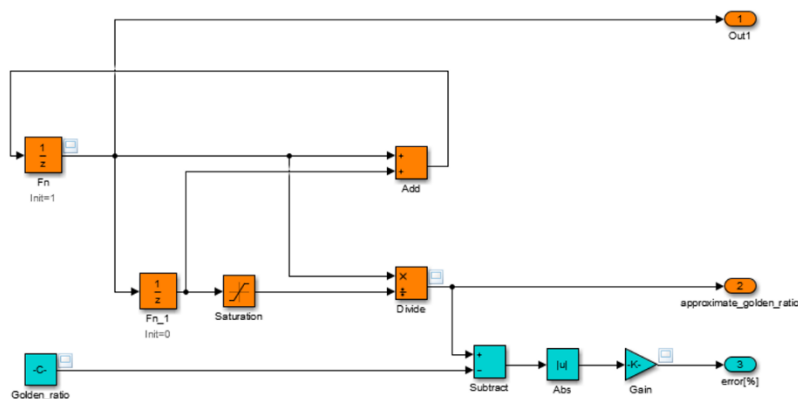 1
Out1
1
z
Fn
Init=1
+
+
Add
1
z
Fn_1
Init=0
Saturation
×
÷
Divide
2
approximate_golden_ratio
-C-
Golden_ratio
+
−
Subtract
|u|
Abs
-K-
Gain
3
error[%]